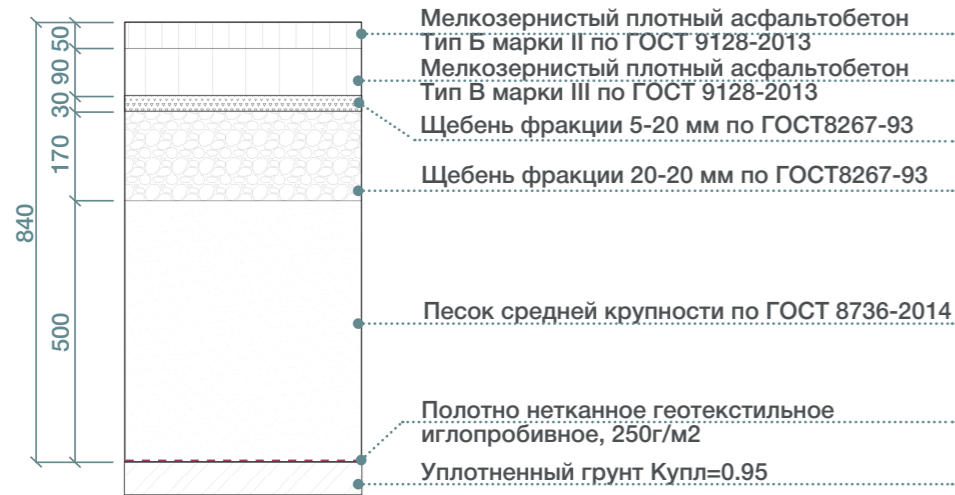 Мелкозернистый плотный асфальтобетон
Тип Б марки II по ГОСТ 9128-2013
Мелкозернистый плотный асфальтобетон
Тип В марки III по ГОСТ 9128-2013
Щебень фракции 5-20 мм по ГОСТ8267-93
Щебень фракции 20-20 мм по ГОСТ8267-93
Песок средней крупности по ГОСТ 8736-2014
Полотно нетканное геотекстильное
иглопробивное, 250г/м2
Уплотненный грунт Купл=0.95
50
90
30
170
500
840